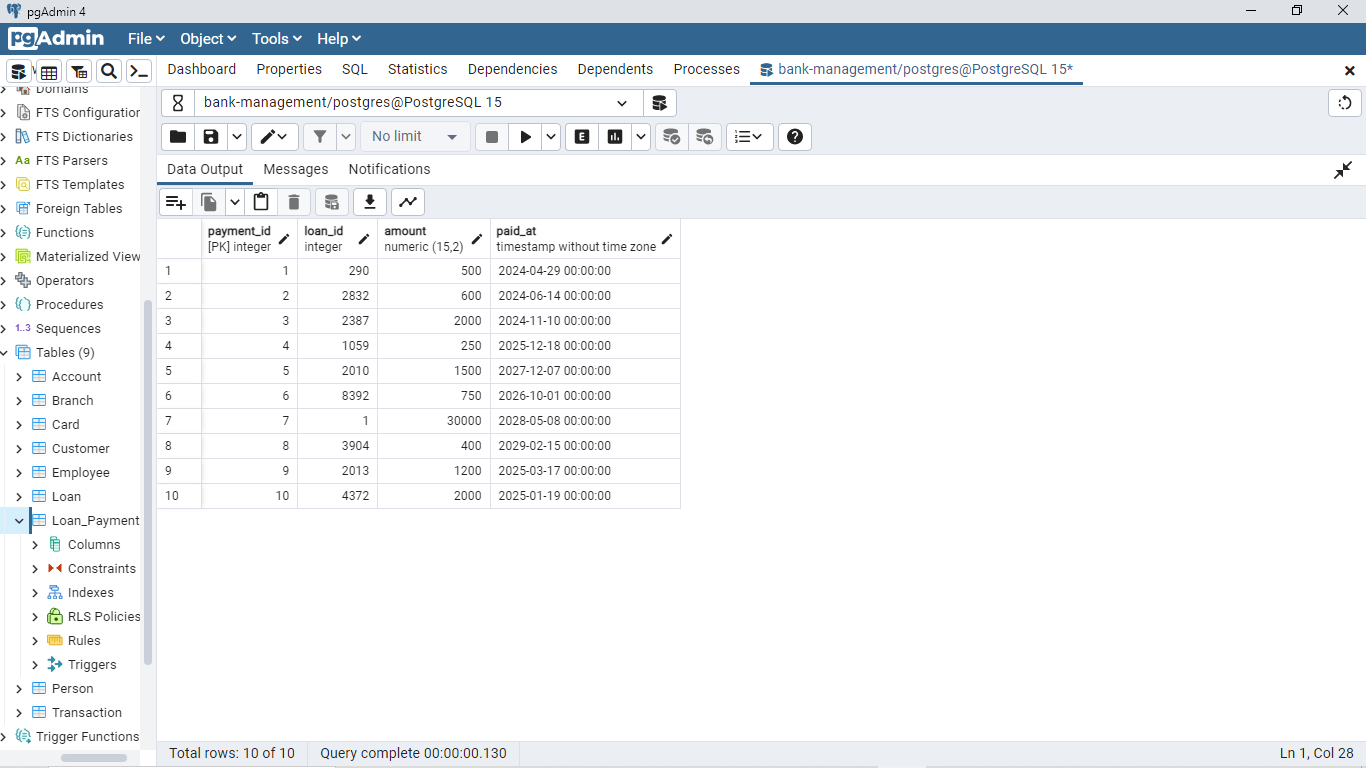 pgAdmin 4
pgAdmin File Object Tools Help
Dashboard Properties SQL Statistics Dependencies Dependents Processes bank-management/postgres@PostgreSQL 15*
bank-management/postgres@PostgreSQL 15
No limit E
Data Output Messages Notifications
Domains
FTS Configuration
FTS Dictionaries
Aa FTS Parsers
FTS Templates
Foreign Tables
Functions
Materialized View
Operators
Procedures
1..3 Sequences
Tables (9)
Account
Branch
Card
Customer
Employee
Loan
Loan_Payment
Columns
Constraints
Indexes
RLS Policies
Rules
Triggers
Person
Transaction
Trigger Functions
payment_id loan_id amount paid_at
[PK] integer integer numeric (15,2) timestamp without time zone
1 1 290 500 2024-04-29 00:00:00
2 2 2832 600 2024-06-14 00:00:00
3 3 2387 2000 2024-11-10 00:00:00
4 4 1059 250 2025-12-18 00:00:00
5 5 2010 1500 2027-12-07 00:00:00
6 6 8392 750 2026-10-01 00:00:00
7 7 1 30000 2028-05-08 00:00:00
8 8 3904 400 2029-02-15 00:00:00
9 9 2013 1200 2025-03-17 00:00:00
10 10 4372 2000 2025-01-19 00:00:00
Total rows: 10 of 10 Query complete 00:00:00.130 Ln 1, Col 28